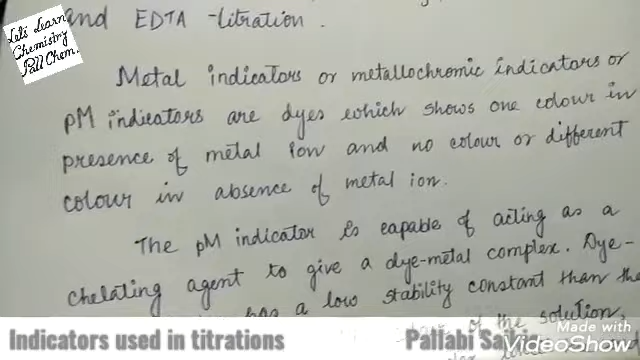 Let's Learn
Chemistry
Pall Chem.
and EDTA - titration.
Metal indicators or metallochromic indicators or
pM indicators are dyes which shows one colour in
presence of metal ion and no colour or different
colour in absence of metal ion.
The pM indicator is capable of acting as a
chelating agent to give a dye-metal complex. Dye-
has a low stability constant than the
of the solution,
Indicators used in titrations
Pallabi
Made with
VideoShow